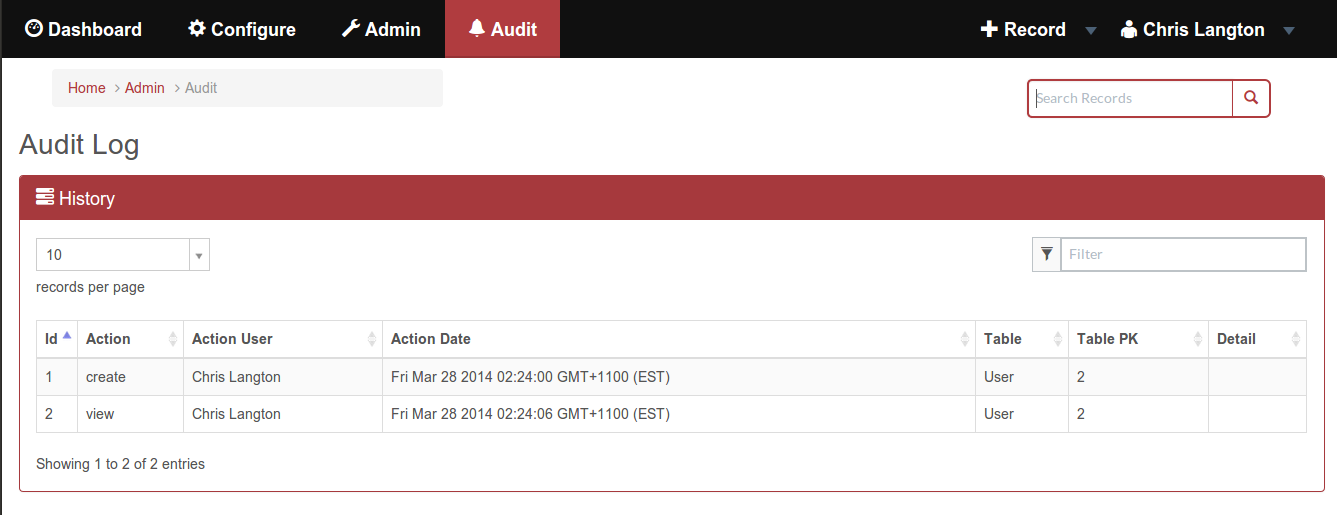 Dashboard Configure Admin Audit Record Chris Langton
Home > Admin > Audit
Search Records
Audit Log
History
10
Filter
records per page
Id Action Action User Action Date Table Table PK Detail
1 create Chris Langton Fri Mar 28 2014 02:24:00 GMT+1100 (EST) User 2
2 view Chris Langton Fri Mar 28 2014 02:24:06 GMT+1100 (EST) User 2
Showing 1 to 2 of 2 entries